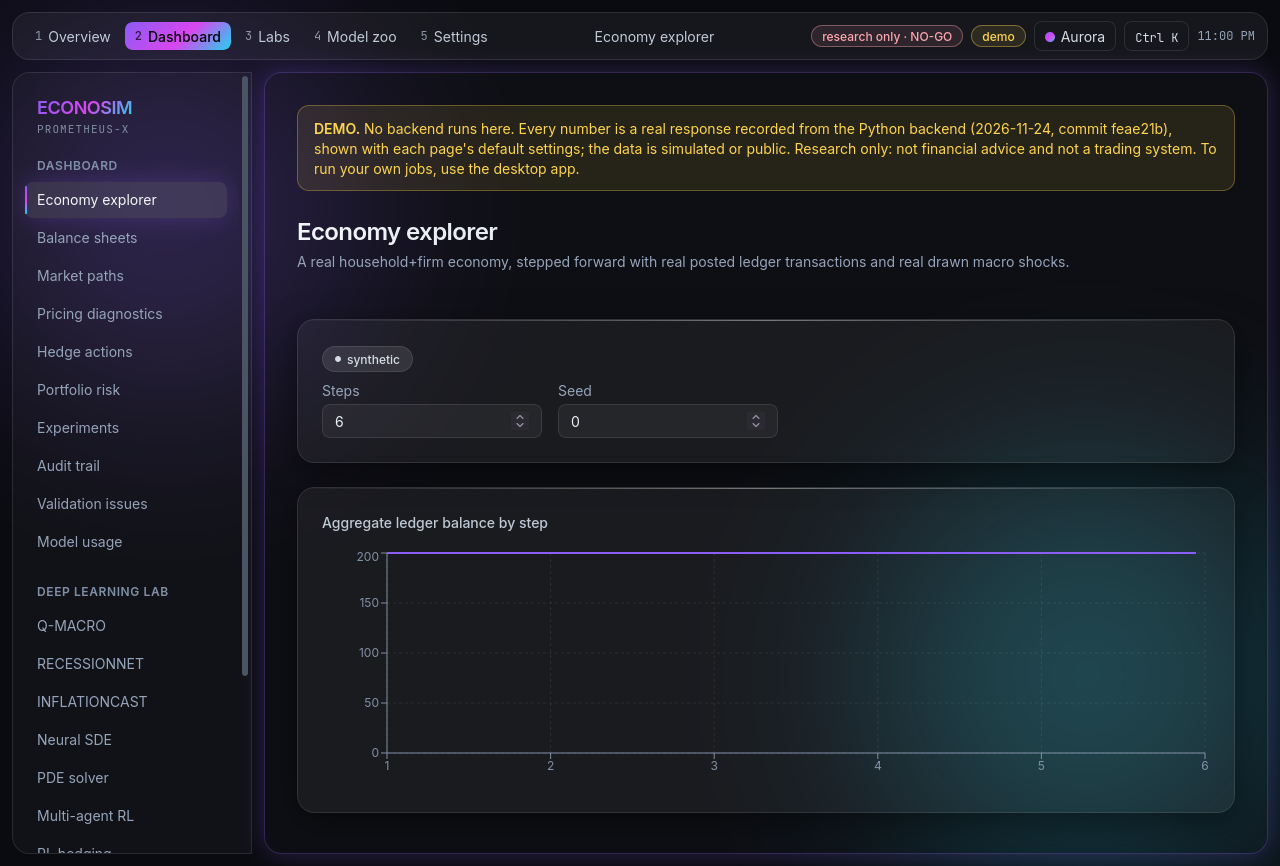 1 Overview 2 Dashboard 3 Labs 4 Model zoo 5 Settings Economy explorer research only · NO-GO demo Aurora Ctrl K 11:00 PM
ECONOSIM
PROMETHEUS-X
DASHBOARD
Economy explorer
Balance sheets
Market paths
Pricing diagnostics
Hedge actions
Portfolio risk
Experiments
Audit trail
Validation issues
Model usage
DEEP LEARNING LAB
Q-MACRO
RECESSIONNET
INFLATIONCAST
Neural SDE
PDE solver
Multi-agent RL
RL hedging
DEMO. No backend runs here. Every number is a real response recorded from the Python backend (2026-11-24, commit feae21b),
shown with each page's default settings; the data is simulated or public. Research only: not financial advice and not a trading system. To
run your own jobs, use the desktop app.
Economy explorer
A real household+firm economy, stepped forward with real posted ledger transactions and real drawn macro shocks.
synthetic
Steps Seed
6 0
Aggregate ledger balance by step
200
150
100
50
0
1 2 3 4 5 6